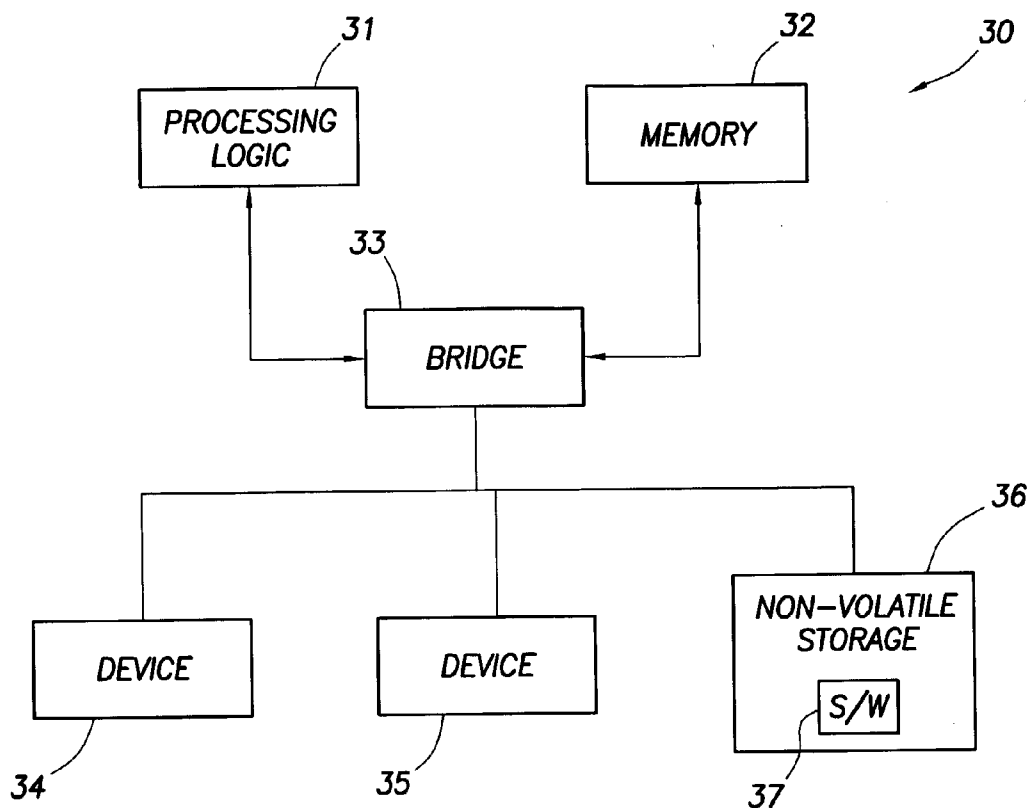 31
32
30
PROCESSING
LOGIC
MEMORY
33
BRIDGE
36
NON-VOLATILE
STORAGE
DEVICE
DEVICE
S/W
34
35
37